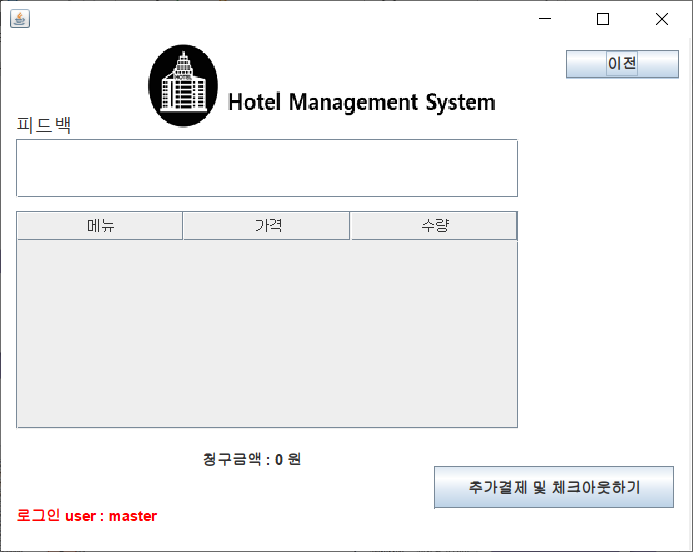 이전
HOTEL
Hotel Management System
피드백
메뉴 가격 수량
청구금액 : 0 원
추가결제 및 체크아웃하기
로그인 user : master